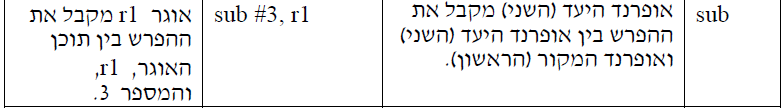 sub
אופרנד היעד (השני) מקבל את
ההפרש בין אופרנד היעד (השני)
ואופרנד המקור (הראשון).
sub #3, r1
אוגר r1 מקבל את
ההפרש בין תוכן
האוגר, r1,
והמספר 3.